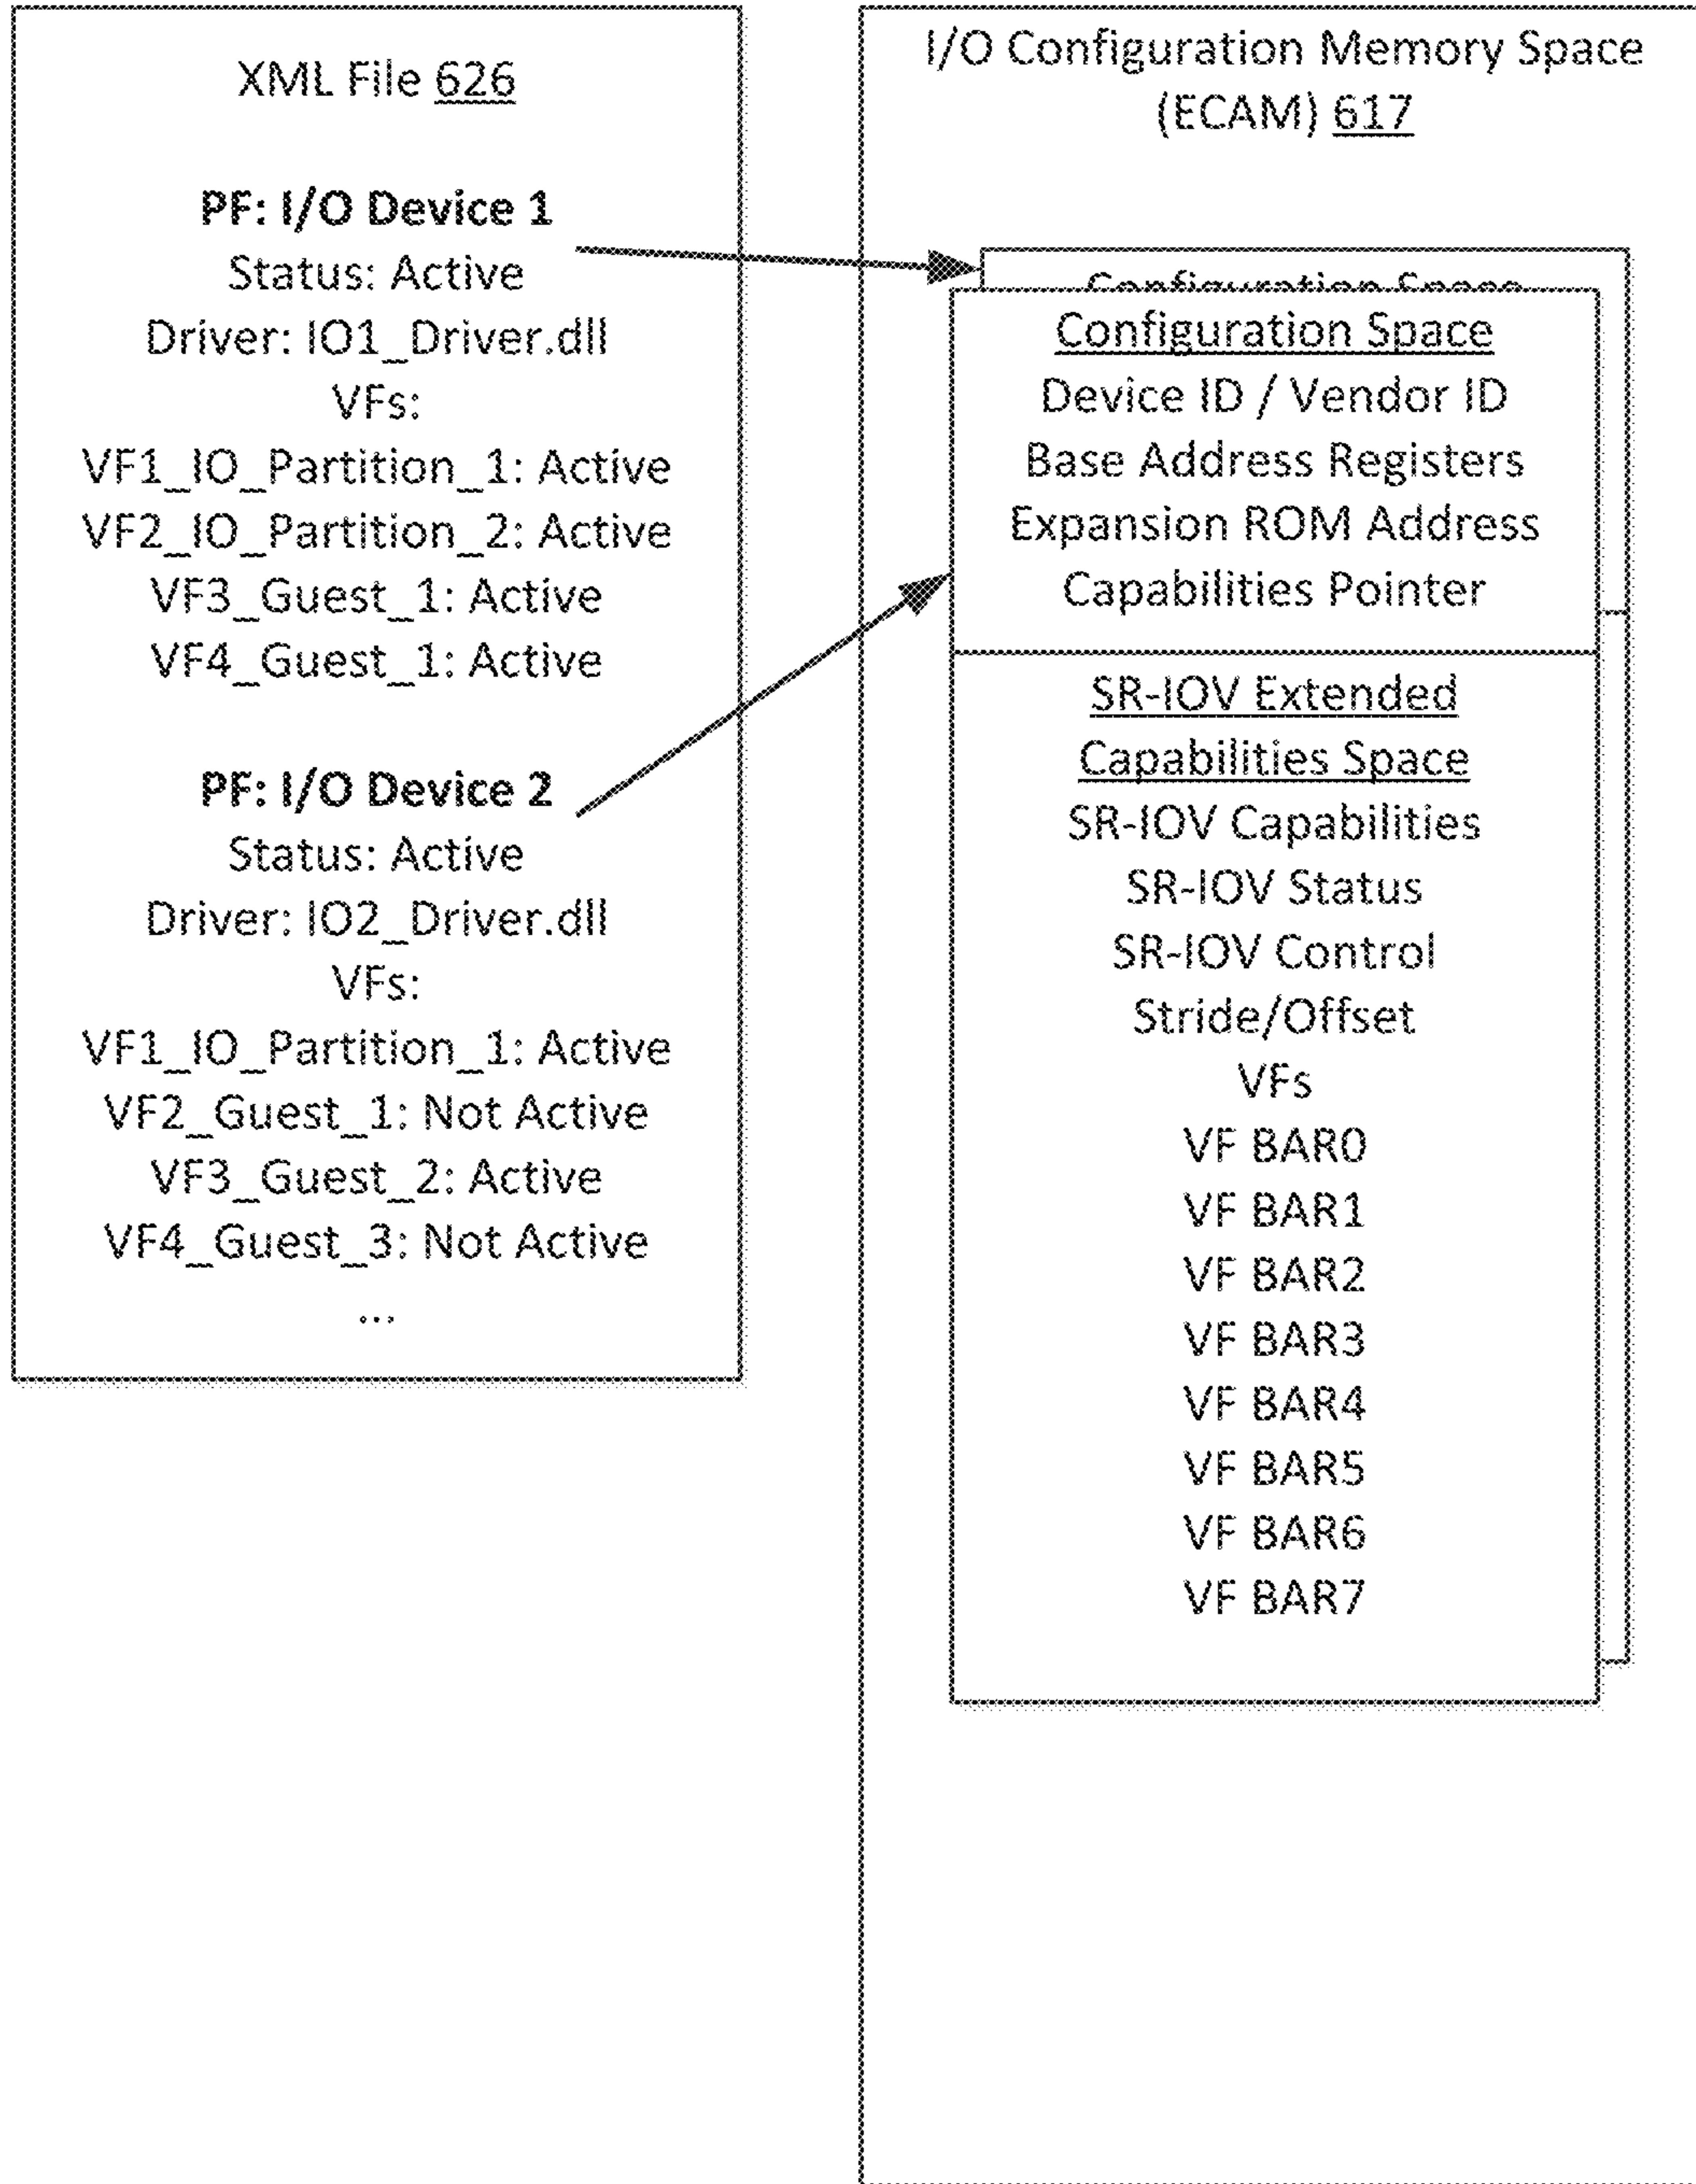 XML File 626
PF: I/O Device 1
Status: Active
Driver: IO1_Driver.dll
VFs:
VF1_IO_Partition_1: Active
VF2_IO_Partition_2: Active
VF3_Guest_1: Active
VF4_Guest_1: Active
PF: I/O Device 2
Status: Active
Driver: IO2_Driver.dll
VFs:
VF1_IO_Partition_1: Active
VF2_Guest_1: Not Active
VF3_Guest_2: Active
VF4_Guest_3: Not Active
...
I/O Configuration Memory Space
(ECAM) 617
Configuration Space
Configuration Space
Device ID / Vendor ID
Base Address Registers
Expansion ROM Address
Capabilities Pointer
SR-IOV Extended
Capabilities Space
SR-IOV Capabilities
SR-IOV Status
SR-IOV Control
Stride/Offset
VFs
VF BAR0
VF BAR1
VF BAR2
VF BAR3
VF BAR4
VF BAR5
VF BAR6
VF BAR7